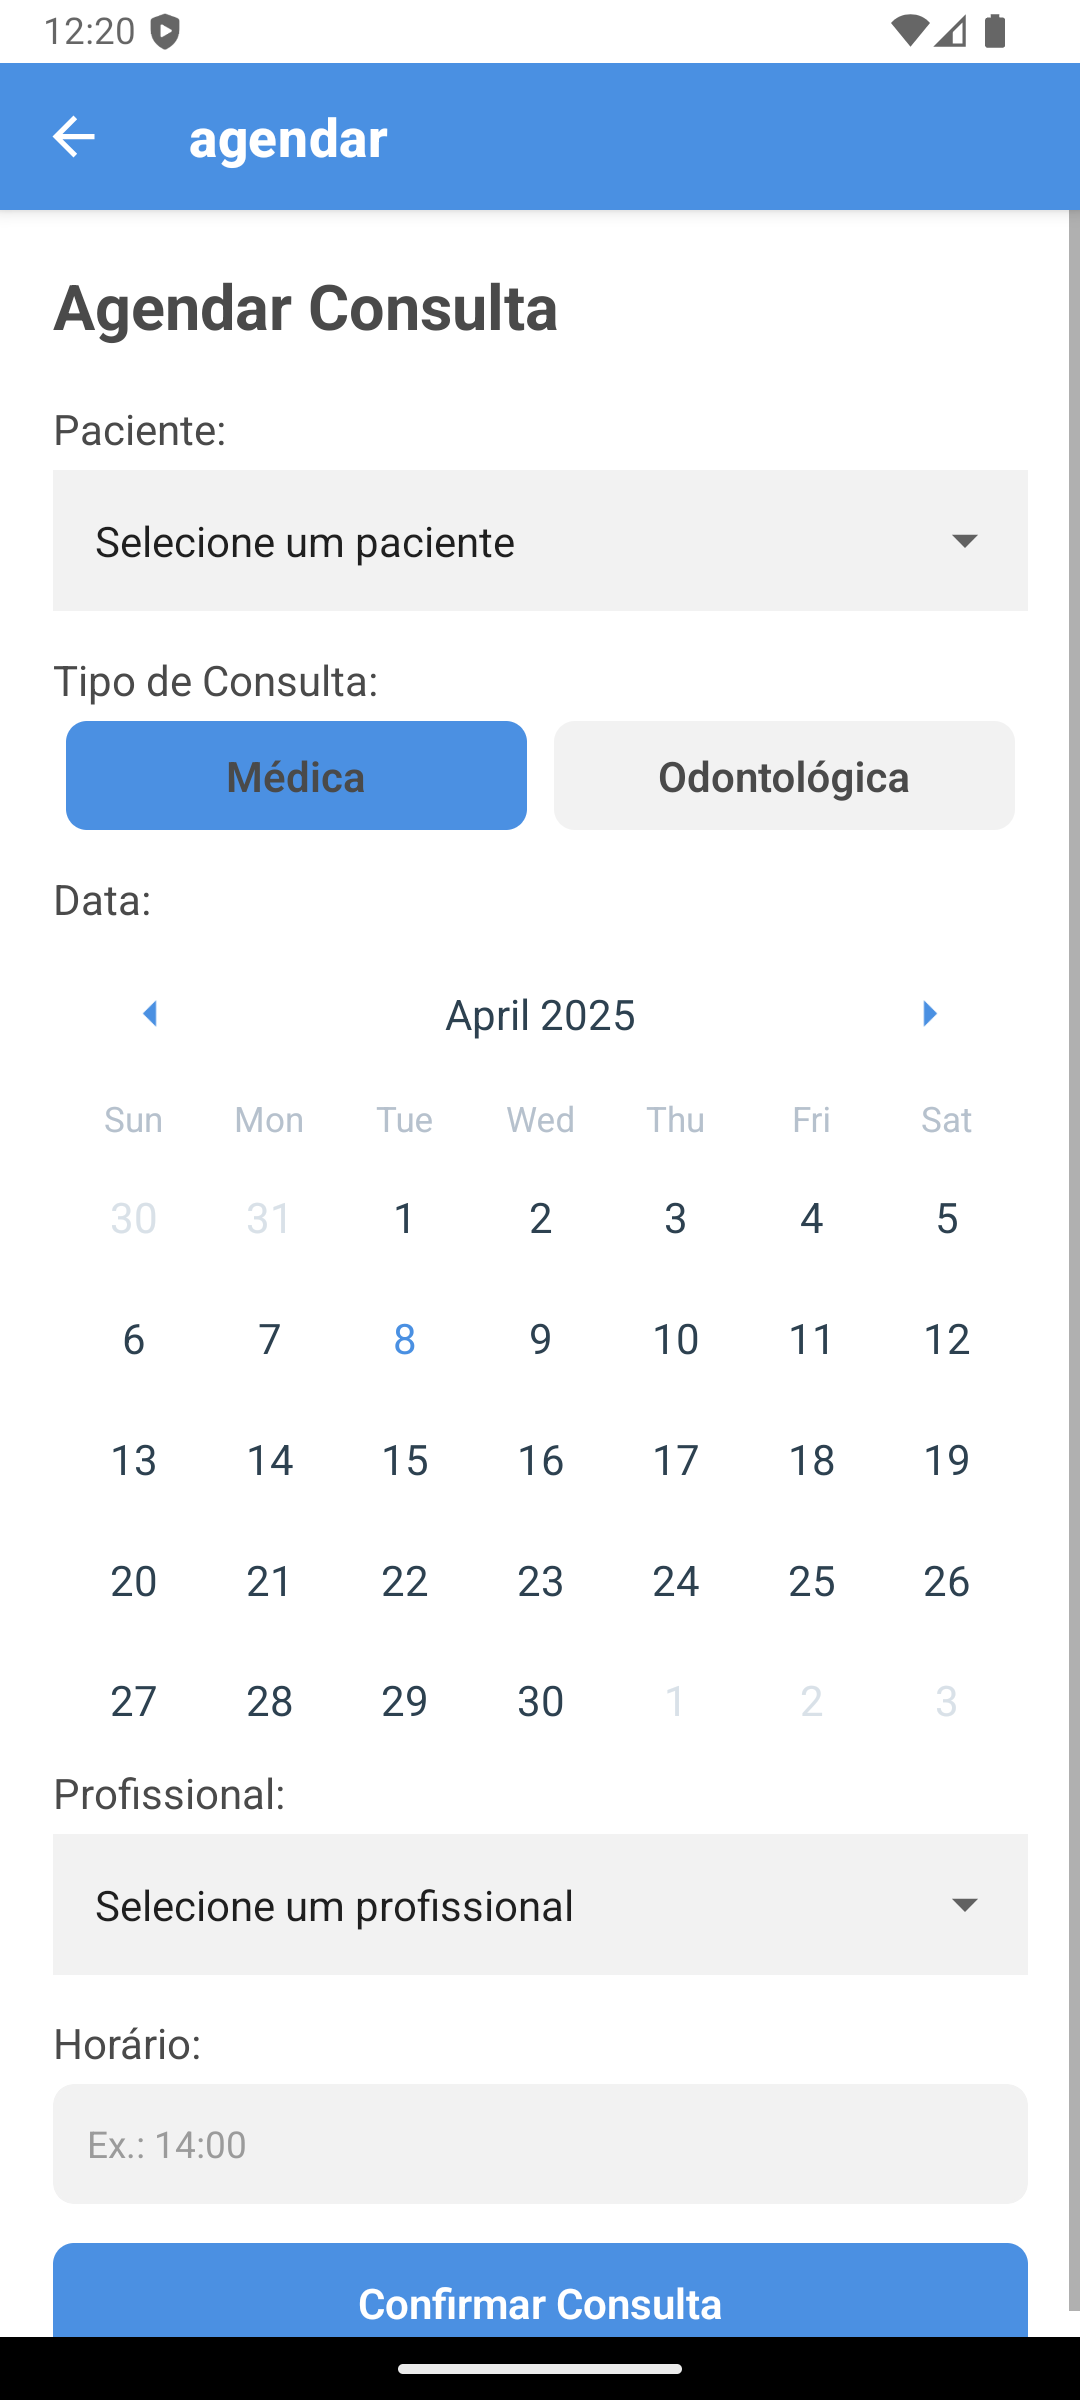 12:20
agendar
Agendar Consulta
Paciente:
Selecione um paciente
Tipo de Consulta:
Médica Odontológica
Data:
April 2025
Sun Mon Tue Wed Thu Fri Sat
30 31 1 2 3 4 5
6 7 8 9 10 11 12
13 14 15 16 17 18 19
20 21 22 23 24 25 26
27 28 29 30 1 2 3
Profissional:
Selecione um profissional
Horário:
Ex.: 14:00
Confirmar Consulta